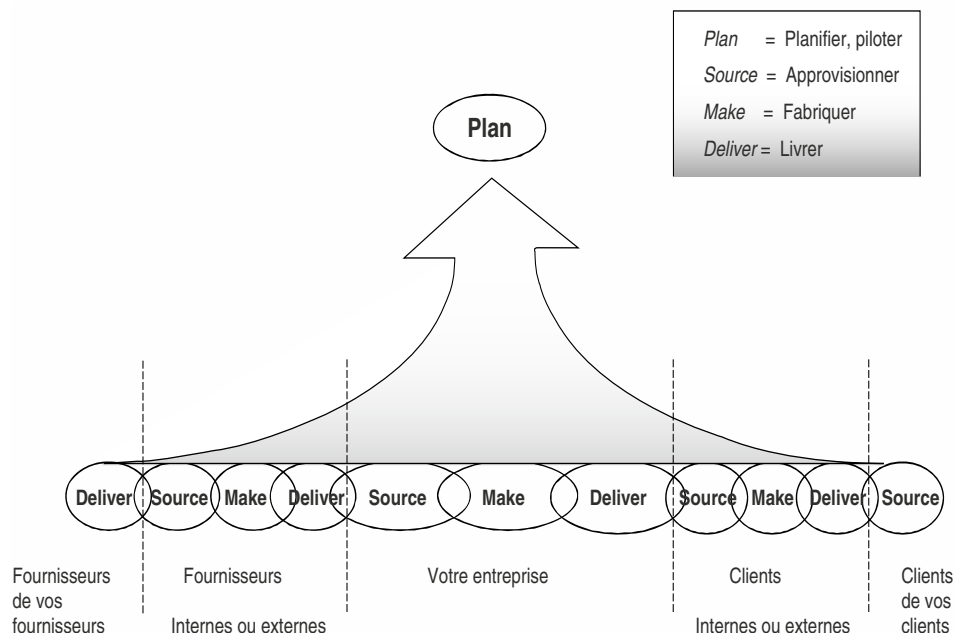 Plan = Planifier, piloter
Source = Approvisionner
Make = Fabriquer
Deliver = Livrer
Plan
Deliver Source Make Deliver Source Make Deliver Source Make Deliver Source
Fournisseurs
de vos
fournisseurs
Fournisseurs
Internes ou externes
Votre entreprise
Clients
Internes ou externes
Clients
de vos
clients